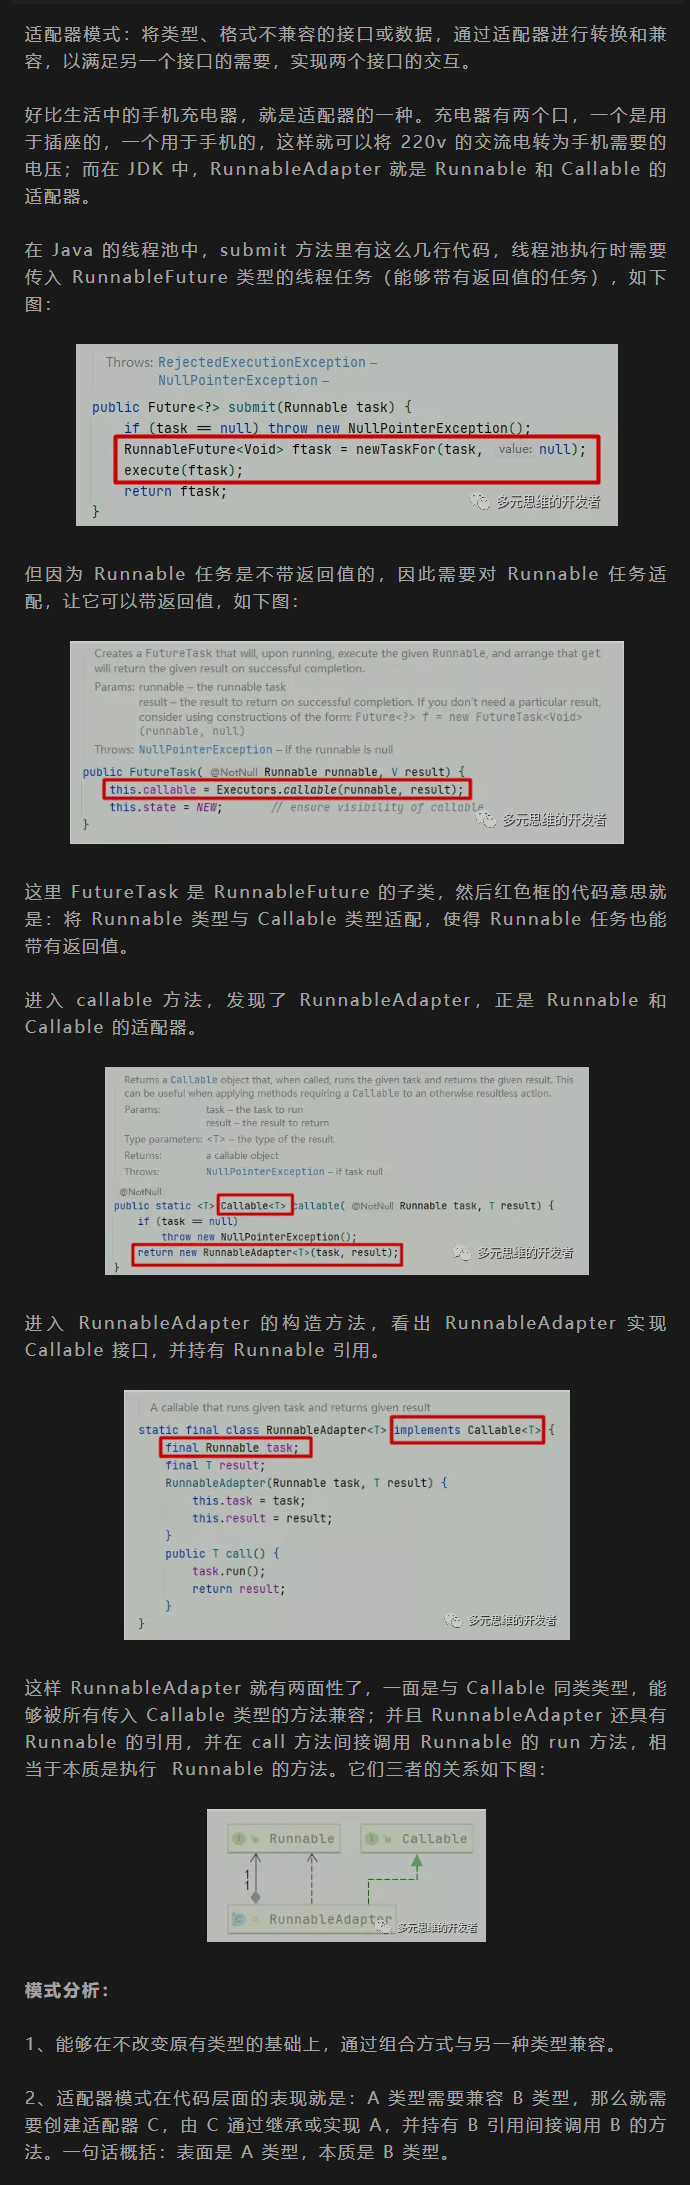 适配器模式：将类型、格式不兼容的接口或数据，通过适配器进行转换和兼
容，以满足另一个接口的需要，实现两个接口的交互。
好比生活中的手机充电器，就是适配器的一种。充电器有两个口，一个是用
于插座的，一个用于手机的，这样就可以将 220v 的交流电转为手机需要的
电压；而在 JDK 中，RunnableAdapter 就是 Runnable 和 Callable 的
适配器。
在 Java 的线程池中，submit 方法里有这么几行代码，线程池执行时需要
传入 RunnableFuture 类型的线程任务（能够带有返回值的任务）,如下
图：
Throws: RejectedExecutionException –
NullPointerException –
public Future<?> submit(Runnable task) {
if (task == null) throw new NullPointerException();
RunnableFuture<Void> ftask = newTaskFor(task, value: null);
execute(ftask);
return ftask;
}
多元思维的开发者
但因为 Runnable 任务是不带返回值的，因此需要对 Runnable 任务适
配，让它可以带返回值，如下图：
Creates a FutureTask that will, upon running, execute the given Runnable, and arrange that get
will return the given result on successful completion.
Params: runnable – the runnable task
result – the result to return on successful completion. If you don't need a particular result,
consider using constructions of the form: Future<?> f = new FutureTask<Void>
(runnable, null)
Throws: NullPointerException – if the runnable is null
public FutureTask( @NotNull Runnable runnable, V result) {
this.callable = Executors.callable(runnable, result);
this.state = NEW; // ensure visibility of callable
}
多元思维的开发者
这里 FutureTask 是 RunnableFuture 的子类，然后红色框的代码意思就
是：将 Runnable 类型与 Callable 类型适配，使得 Runnable 任务也能
带有返回值。
进入 callable 方法，发现了 RunnableAdapter，正是 Runnable 和
Callable 的适配器。
Returns a Callable object that, when called, runs the given task and returns the given result. This
can be useful when applying methods requiring a Callable to an otherwise resultless action.
Params: task – the task to run
result – the result to return
Type parameters: <T> – the type of the result
Returns: a callable object
Throws: NullPointerException – if task null
@NotNull
public static <T> Callable<T> callable( @NotNull Runnable task, T result) {
if (task == null)
throw new NullPointerException();
return new RunnableAdapter<T>(task, result);
}
多元思维的开发者
进入 RunnableAdapter 的构造方法，看出 RunnableAdapter 实现
Callable 接口，并持有 Runnable 引用。
A callable that runs given task and returns given result
static final class RunnableAdapter<T> implements Callable<T> {
final Runnable task;
final T result;
RunnableAdapter(Runnable task, T result) {
this.task = task;
this.result = result;
}
public T call() {
task.run();
return result;
}
}
多元思维的开发者
这样 RunnableAdapter 就有两面性了，一面是与 Callable 同类类型，能
够被所有传入 Callable 类型的方法兼容；并且 RunnableAdapter 还具有
Runnable 的引用，并在 call 方法间接调用 Runnable 的 run 方法，相
当于本质是执行 Runnable 的方法。它们三者的关系如下图：
Runnable
Callable
1
1
RunnableAdapter
多元思维的开发者
模式分析：
1、能够在不改变原有类型的基础上，通过组合方式与另一种类型兼容。
2、适配器模式在代码层面的表现就是：A 类型需要兼容 B 类型，那么就需
要创建适配器 C，由 C 通过继承或实现 A，并持有 B 引用间接调用 B 的方
法。一句话概括：表面是 A 类型，本质是 B 类型。